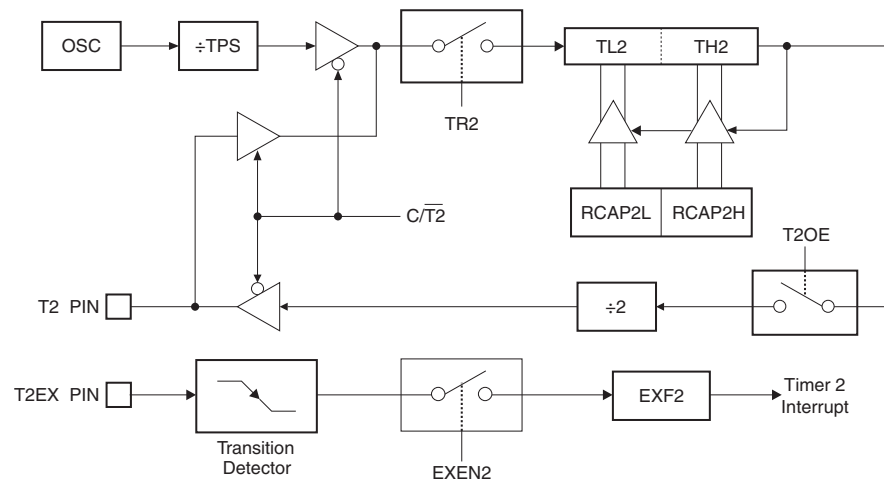 OSC
÷TPS
TL2
TH2
TR2
RCAP2L
RCAP2H
C/T̅2̅
T2OE
T2 PIN
÷2
T2EX PIN
EXF2
Timer 2
Interrupt
Transition
Detector
EXEN2